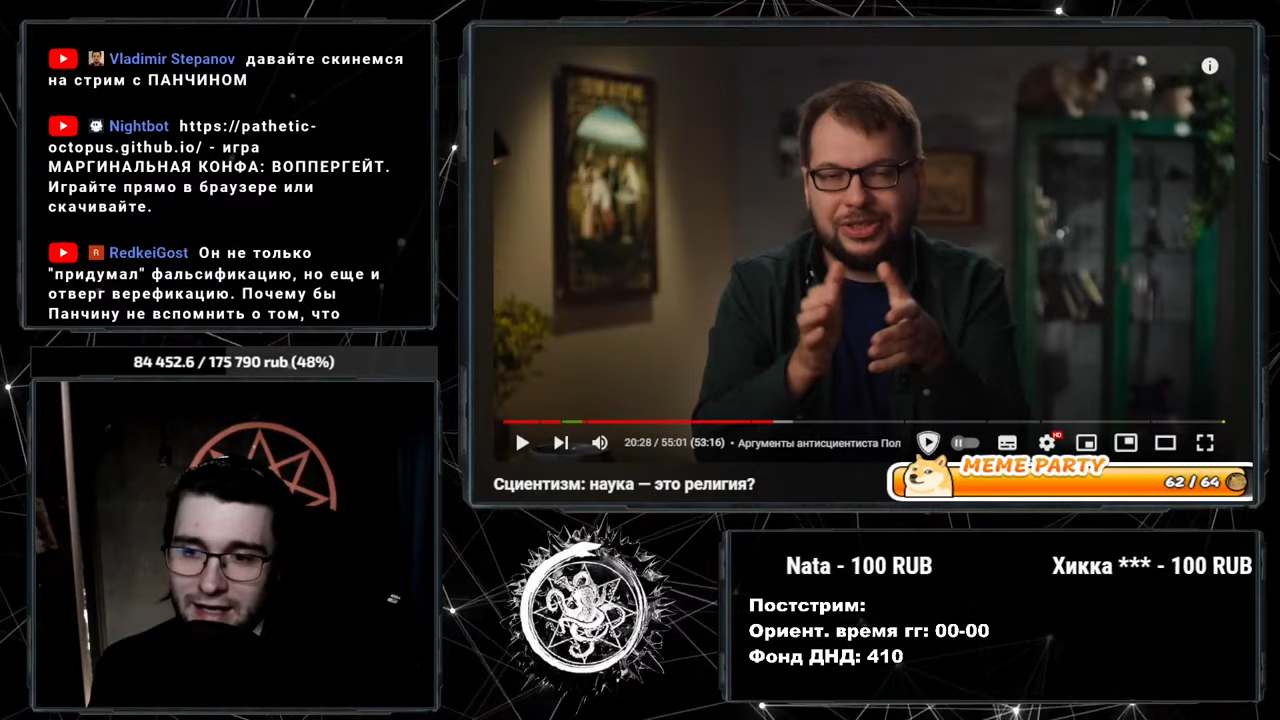 Vladimir Stepanov давайте скинемся
на стрим с ПАНЧИНОМ
Nightbot https://pathetic-
octopus.github.io/ - игра
МАРГИНАЛЬНАЯ КОНФА: ВОППЕРГЕЙТ.
Играйте прямо в браузере или
скачивайте.
R RedkeiGost Он не только
"придумал" фальсификацию, но еще и
отверг верефикацию. Почему бы
Панчину не вспомнить о том, что
84 452.6 / 175 790 rub (48%)
20:28 / 55:01 (53:16) • Аргументы антисциентиста Пол
HD
MEME PARTY
62 / 64
Сциентизм: наука — это религия?
Nata - 100 RUB
Хикка *** - 100 RUB
Постстрим:
Ориент. время гг: 00-00
Фонд ДНД: 410